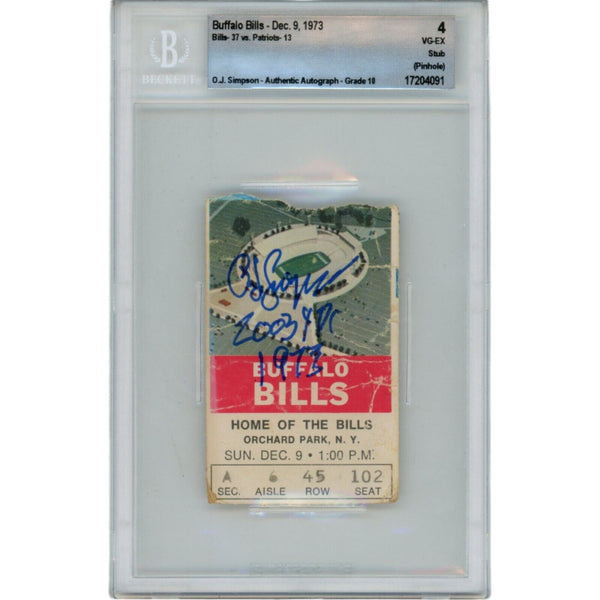 Buffalo Bills - Dec. 9, 1973
Bills- 37 vs. Patriots- 13
O.J. Simpson - Authentic Autograph - Grade 10
4
VG-EX
Stub
(Pinhole)
17204091
B
BECKETT
OJ Simpson
2003 YDS
1973
BUFFALO
BILLS
HOME OF THE BILLS
ORCHARD PARK, N. Y.
SUN. DEC. 9 • 1:00 P.M.
A 6 45 102
SEC. AISLE ROW SEAT